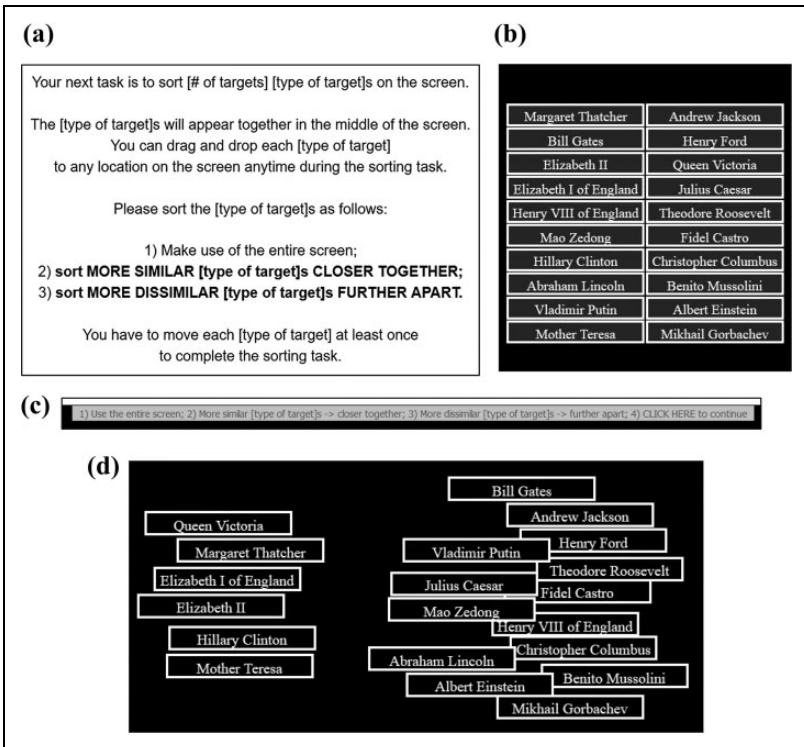 (a)
Your next task is to sort [# of targets] [type of target]s on the screen.
The [type of target]s will appear together in the middle of the screen.
You can drag and drop each [type of target]
to any location on the screen anytime during the sorting task.
Please sort the [type of target]s as follows:
1) Make use of the entire screen;
2) sort MORE SIMILAR [type of target]s CLOSER TOGETHER;
3) sort MORE DISSIMILAR [type of target]s FURTHER APART.
You have to move each [type of target] at least once
to complete the sorting task.
(b)
Margaret Thatcher Andrew Jackson
Bill Gates Henry Ford
Elizabeth II Queen Victoria
Elizabeth I of England Julius Caesar
Henry VIII of England Theodore Roosevelt
Mao Zedong Fidel Castro
Hillary Clinton Christopher Columbus
Abraham Lincoln Benito Mussolini
Vladimir Putin Albert Einstein
Mother Teresa Mikhail Gorbachev
(c)
1) Use the entire screen; 2) More similar [type of target]s -> closer together; 3) More dissimilar [type of target]s -> further apart; 4) CLICK HERE to continue
(d)
Queen Victoria
Margaret Thatcher
Elizabeth I of England
Elizabeth II
Hillary Clinton
Mother Teresa
Bill Gates
Andrew Jackson
Henry Ford
Vladimir Putin
Theodore Roosevelt
Julius Caesar
Fidel Castro
Mao Zedong
Henry VIII of England
Christopher Columbus
Abraham Lincoln
Benito Mussolini
Albert Einstein
Mikhail Gorbachev